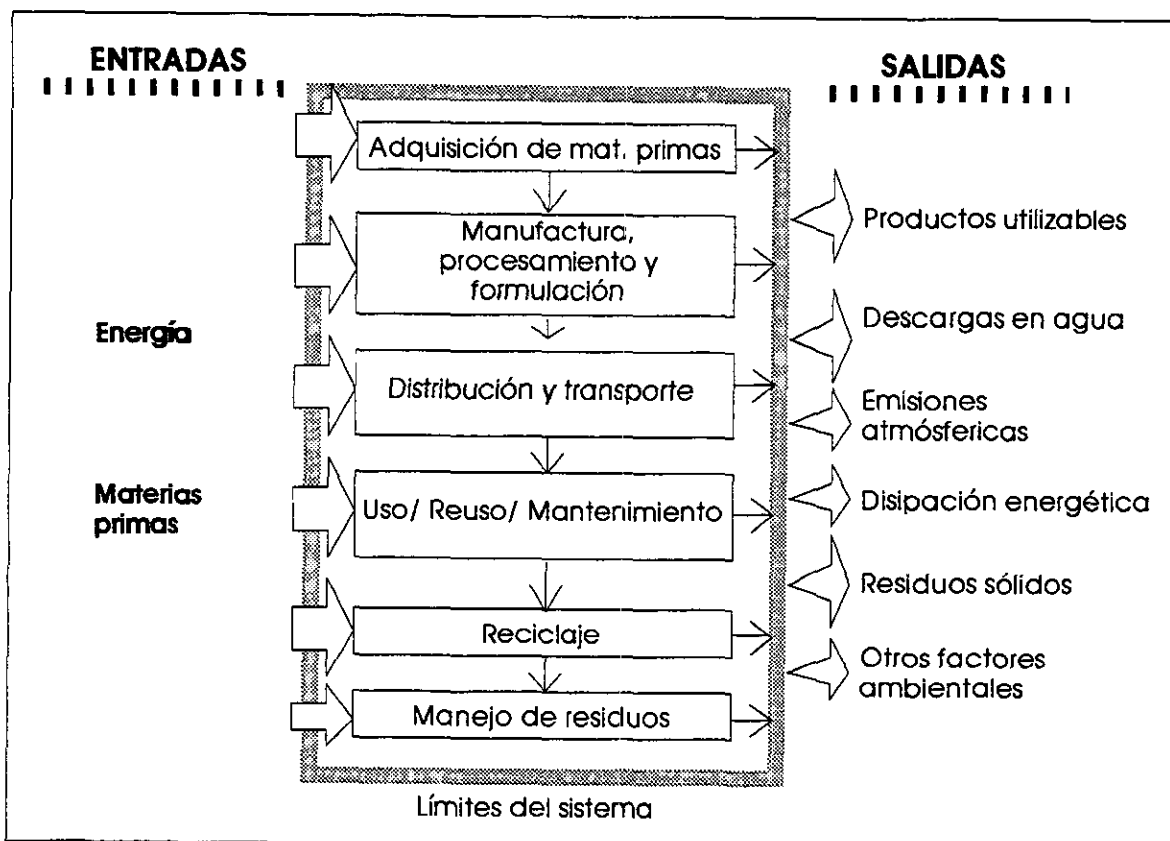 ENTRADAS
SALIDAS
Energía
Materias
primas
Adquisición de mat. primas
Manufactura,
procesamiento y
formulación
Distribución y transporte
Uso/ Reuso/ Mantenimiento
Reciclaje
Manejo de residuos
Límites del sistema
Productos utilizables
Descargas en agua
Emisiones
atmósfericas
Disipación energética
Residuos sólidos
Otros factores
ambientales